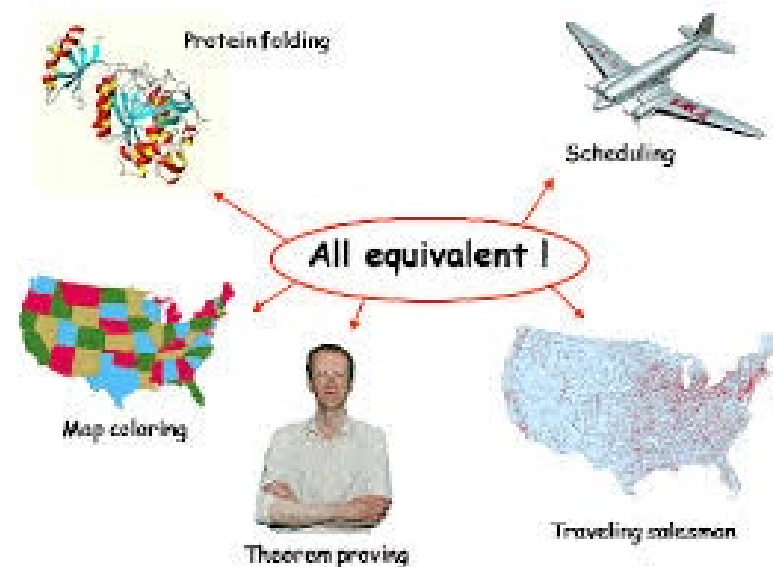 Protein folding
Scheduling
All equivalent !
Map coloring
Theorem proving
Traveling salesman